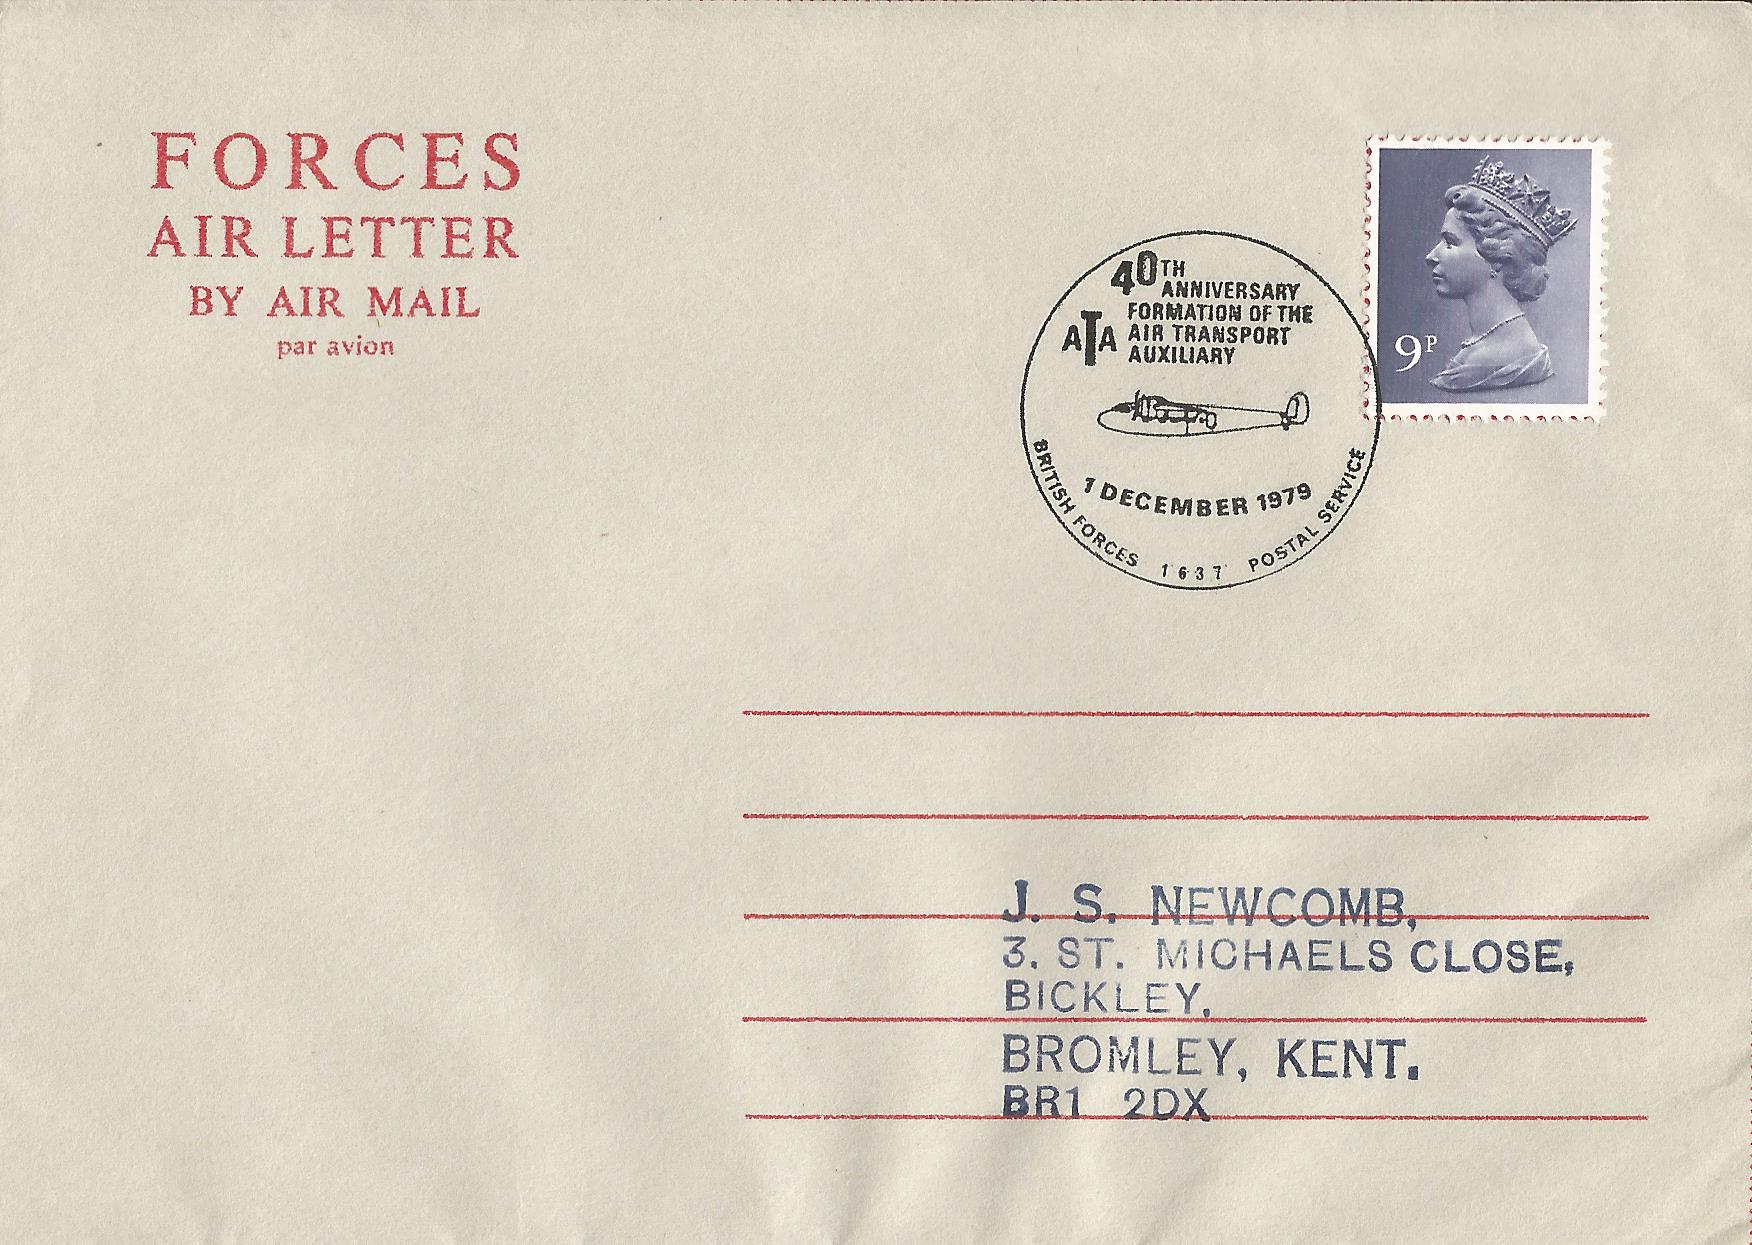 FORCES
AIR LETTER
BY AIR MAIL
par avion
40TH
ANNIVERSARY
FORMATION OF THE
ATA AIR TRANSPORT
AUXILIARY
1 DECEMBER 1979
BRITISH FORCES 1637 POSTAL SERVICE
9P
J. S. NEWCOMB,
3. ST. MICHAELS CLOSE,
BICKLEY,
BROMLEY, KENT.
BR1 2DX